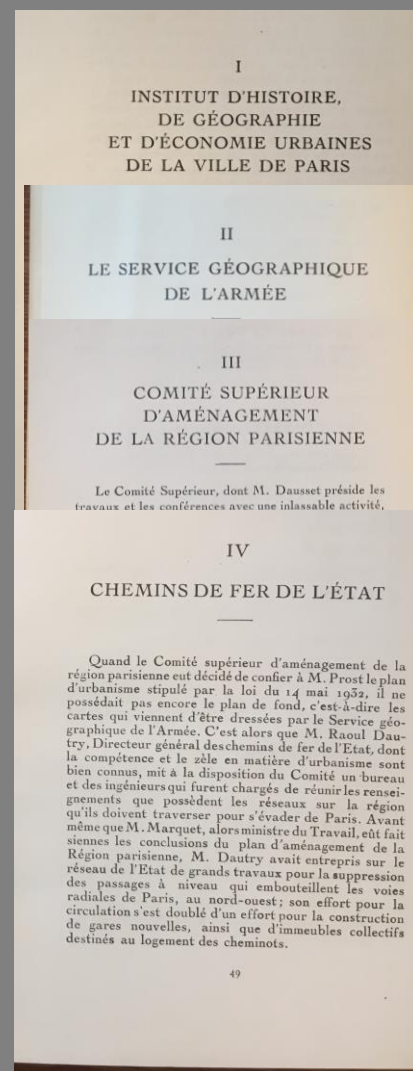 I
INSTITUT D'HISTOIRE,
DE GÉOGRAPHIE
ET D'ÉCONOMIE URBAINES
DE LA VILLE DE PARIS
II
LE SERVICE GÉOGRAPHIQUE
DE L'ARMÉE
III
COMITÉ SUPÉRIEUR
D'AMÉNAGEMENT
DE LA RÉGION PARISIENNE
Le Comité Supérieur, dont M. Dausset préside les
travaux et les conférences avec une inlassable activité,
IV
CHEMINS DE FER DE L'ÉTAT
Quand le Comité supérieur d'aménagement de la
région parisienne eut décidé de confier à M. Prost le plan
d'urbanisme stipulé par la loi du 14 mai 1932, il ne
possédait pas encore le plan de fond, c'est-à-dire les
cartes qui viennent d'être dressées par le Service géo-
graphique de l'Armée. C'est alors que M. Raoul Dau-
try, Directeur général des chemins de fer de l'Etat, dont
la compétence et le zèle en matière d'urbanisme sont
bien connus, mit à la disposition du Comité un bureau
et des ingénieurs qui furent chargés de réunir les rensei-
gnements que possèdent les réseaux sur la région
qu'ils doivent traverser pour s'évader de Paris. Avant
même que M. Marquet, alors ministre du Travail, eût fait
siennes les conclusions du plan d'aménagement de la
Région parisienne, M. Dautry avait entrepris sur le
réseau de l'Etat de grands travaux pour la suppression
des passages à niveau qui embouteillent les voies
radiales de Paris, au nord-ouest; son effort pour la
circulation s'est doublé d'un effort pour la construction
de gares nouvelles, ainsi que d'immeubles collectifs
destinés au logement des cheminots.
49